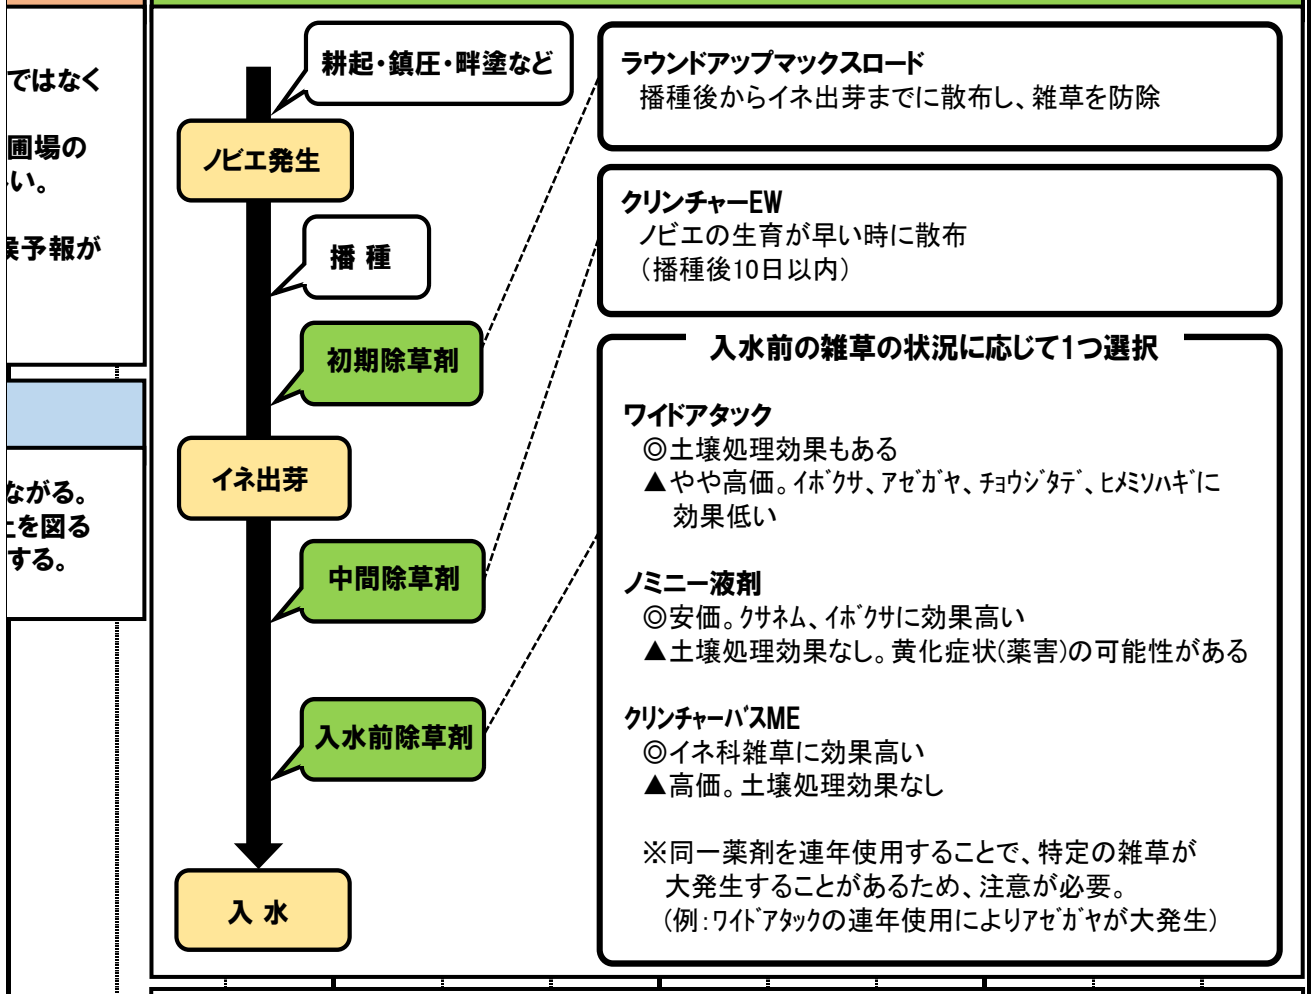 ではなく
圃場の
い。
予報が
ながる。
を図る
する。
耕起・鎮圧・畔塗など
ノビエ発生
播 種
初期除草剤
イネ出芽
中間除草剤
入水前除草剤
入 水
ラウンドアップマックスロード
播種後からイネ出芽までに散布し、雑草を防除
クリンチャーEW
ノビエの生育が早い時に散布
（播種後10日以内）
入水前の雑草の状況に応じて1つ選択
ワイドアタック
◎土壌処理効果もある
▲やや高価。ｲﾎﾞｸｻ、ｱｾﾞｶﾞﾔ、ﾁｮｳｼﾞﾀﾃﾞ、ﾋﾒﾐｿﾊｷﾞに
効果低い
ノミニー液剤
◎安価。ｸｻﾈﾑ、ｲﾎﾞｸｻに効果高い
▲土壌処理効果なし。黄化症状(薬害)の可能性がある
ｸﾘﾝﾁｬｰﾊﾞｽME
◎イネ科雑草に効果高い
▲高価。土壌処理効果なし
※同一薬剤を連年使用することで、特定の雑草が
大発生することがあるため、注意が必要。
(例：ﾜｲﾄﾞｱﾀｯｸの連年使用によりｱｾﾞｶﾞﾔが大発生)